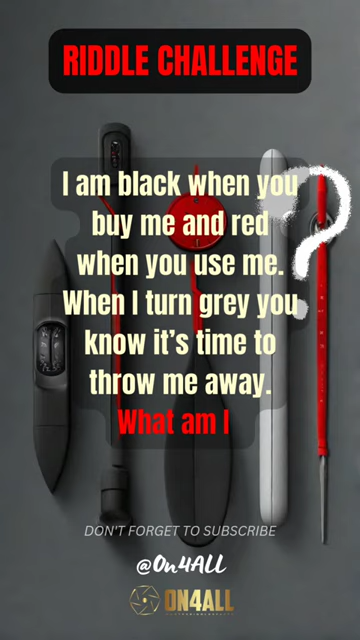 RIDDLE CHALLENGE
I am black when you
buy me and red
when you use me.
When I turn grey you
know it's time to
throw me away.
What am I
?
DON'T FORGET TO SUBSCRIBE
@On4ALL
ON4ALL